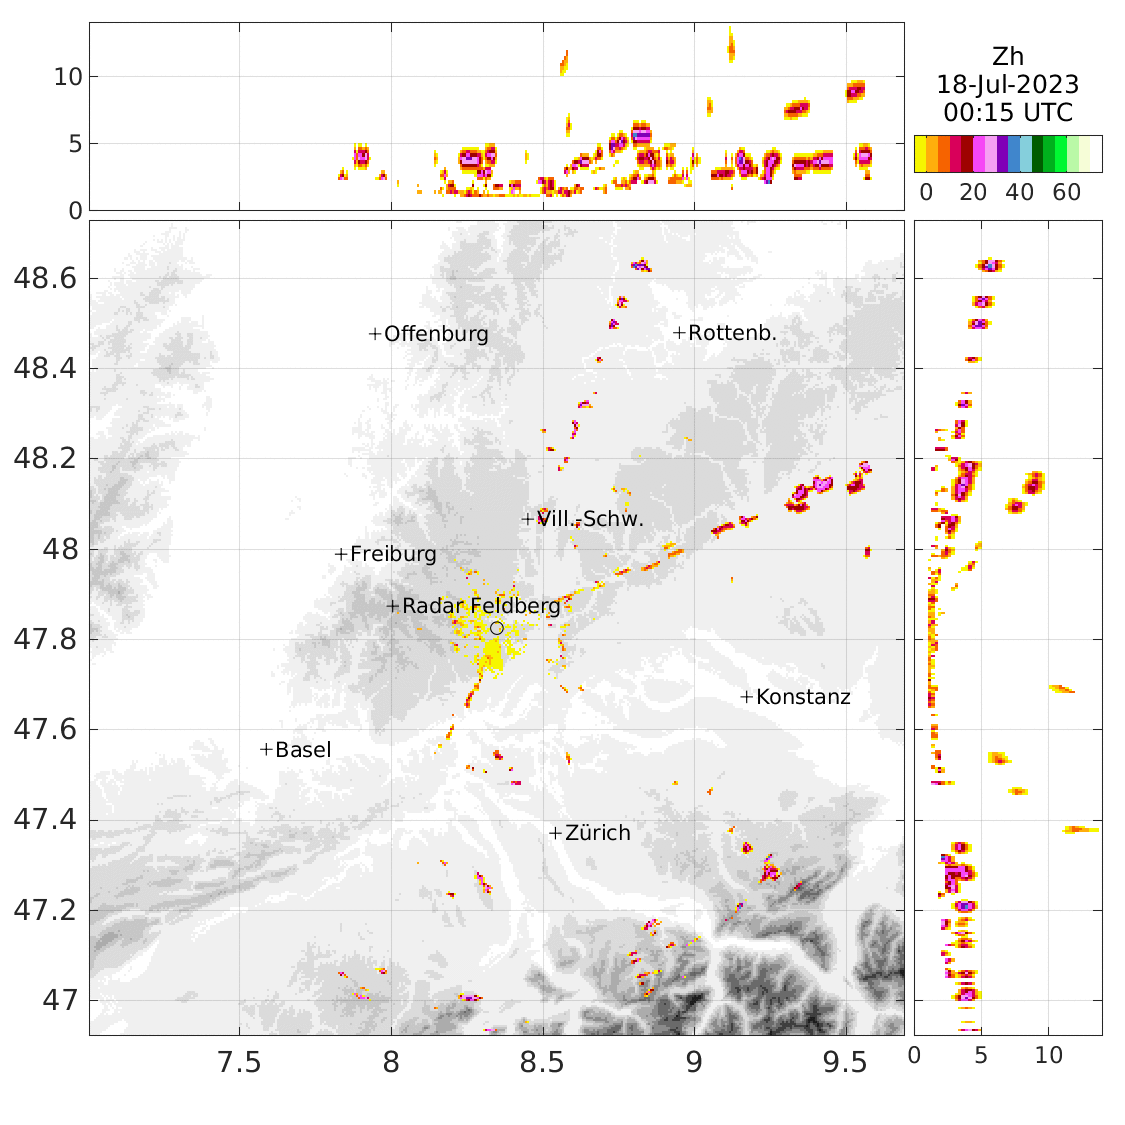 10
5
0
Zh
18-Jul-2023
00:15 UTC
0 20 40 60
48.6
48.4
48.2
48
47.8
47.6
47.4
47.2
47
+Offenburg
+Rottenb.
+Vill.-Schw.
+Freiburg
+Radar Feldberg
+Konstanz
+Basel
+Zürich
7.5 8 8.5 9 9.5
0 5 10